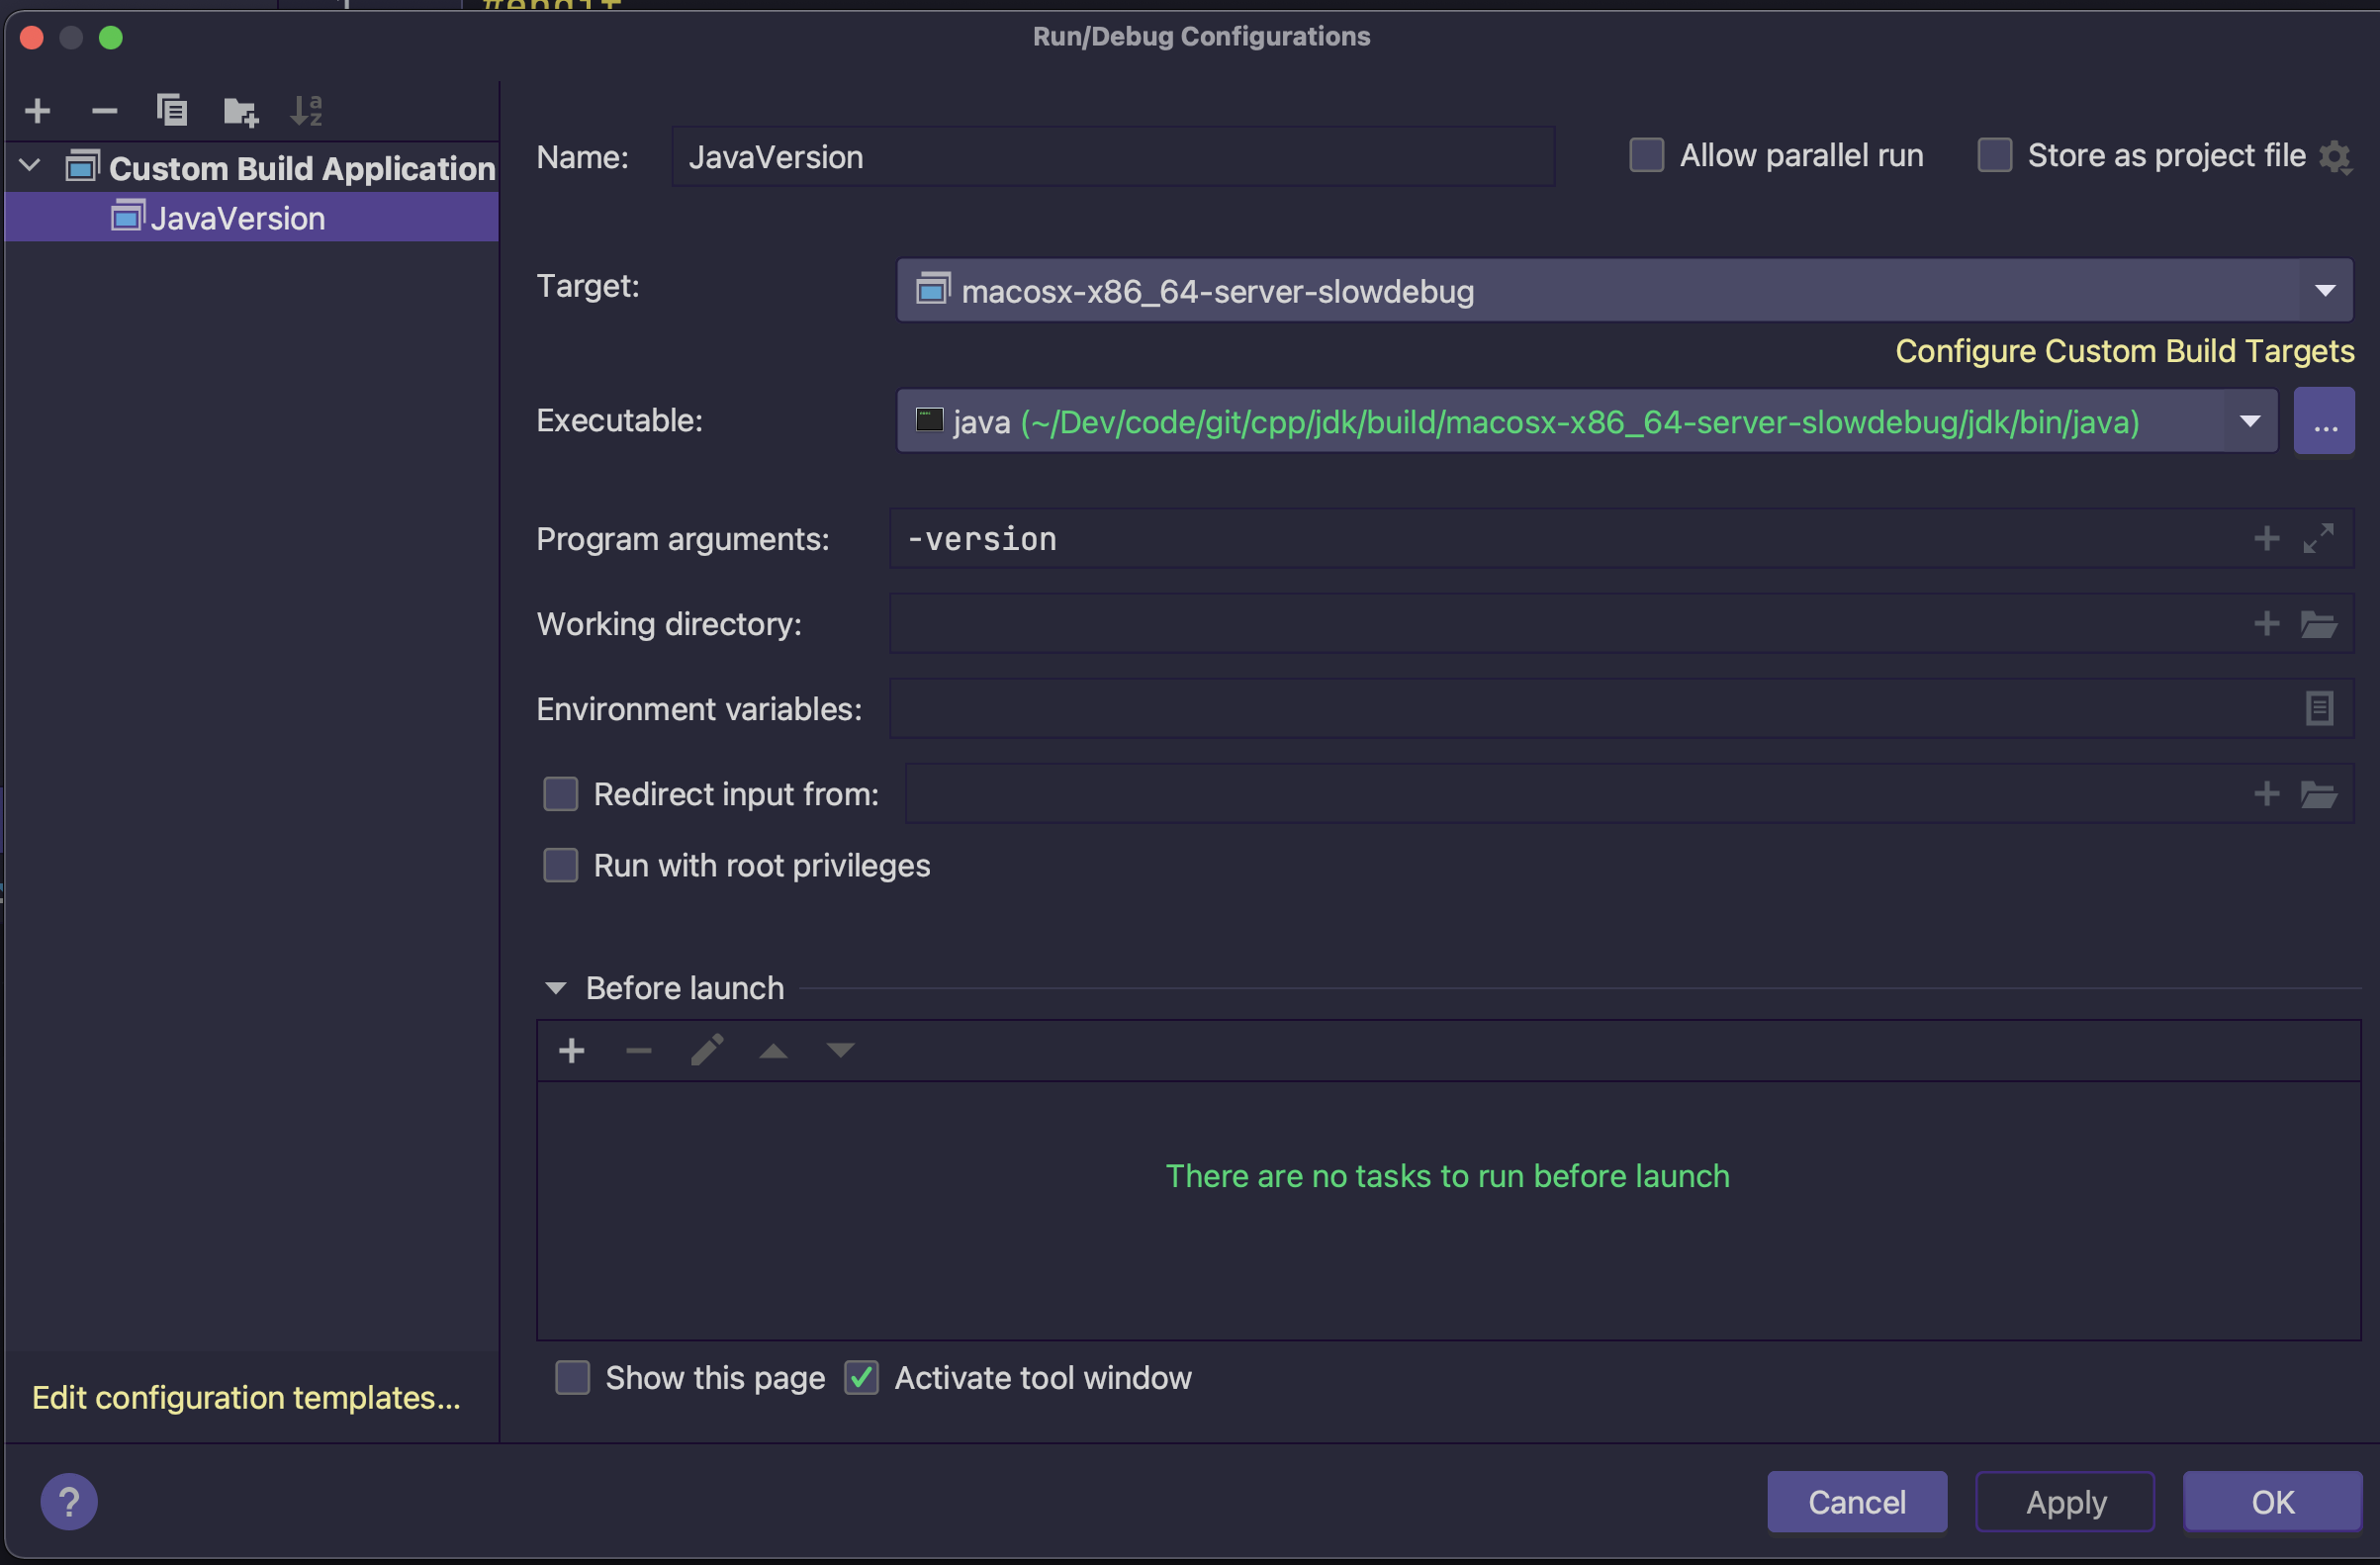 #endif
Run/Debug Configurations
Custom Build Application
JavaVersion
Name: JavaVersion
Allow parallel run
Store as project file
Target: macosx-x86_64-server-slowdebug
Configure Custom Build Targets
Executable: java (~/Dev/code/git/cpp/jdk/build/macosx-x86_64-server-slowdebug/jdk/bin/java)
...
Program arguments: -version
Working directory:
Environment variables:
Redirect input from:
Run with root privileges
Before launch
There are no tasks to run before launch
Show this page
Activate tool window
Edit configuration templates...
?
Cancel
Apply
OK